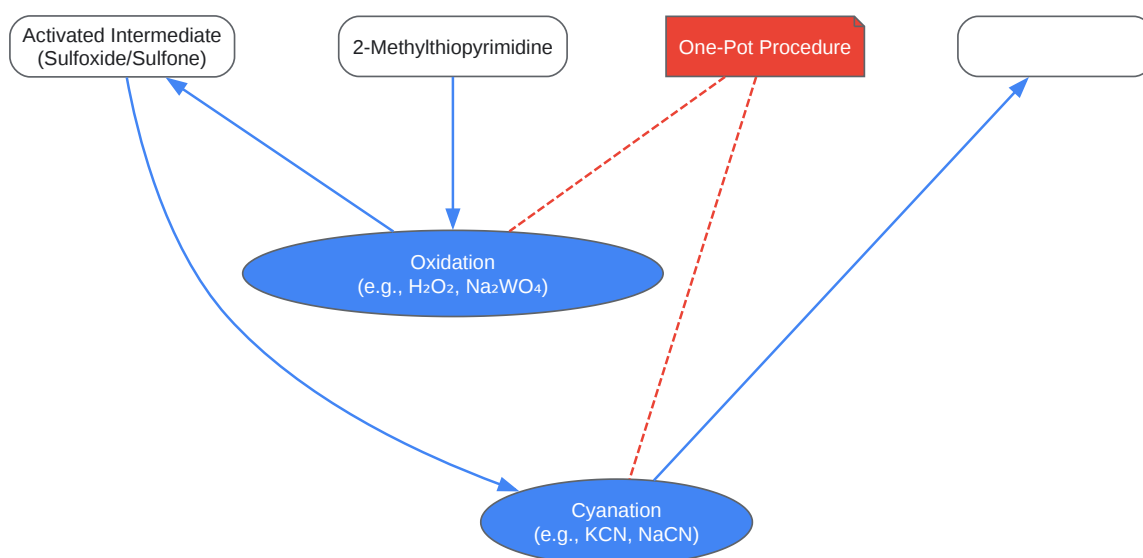 Activated Intermediate
(Sulfoxide/Sulfone)
2-Methylthiopyrimidine
One-Pot Procedure
Oxidation
(e.g., H₂O₂, Na₂WO₄)
Cyanation
(e.g., KCN, NaCN)